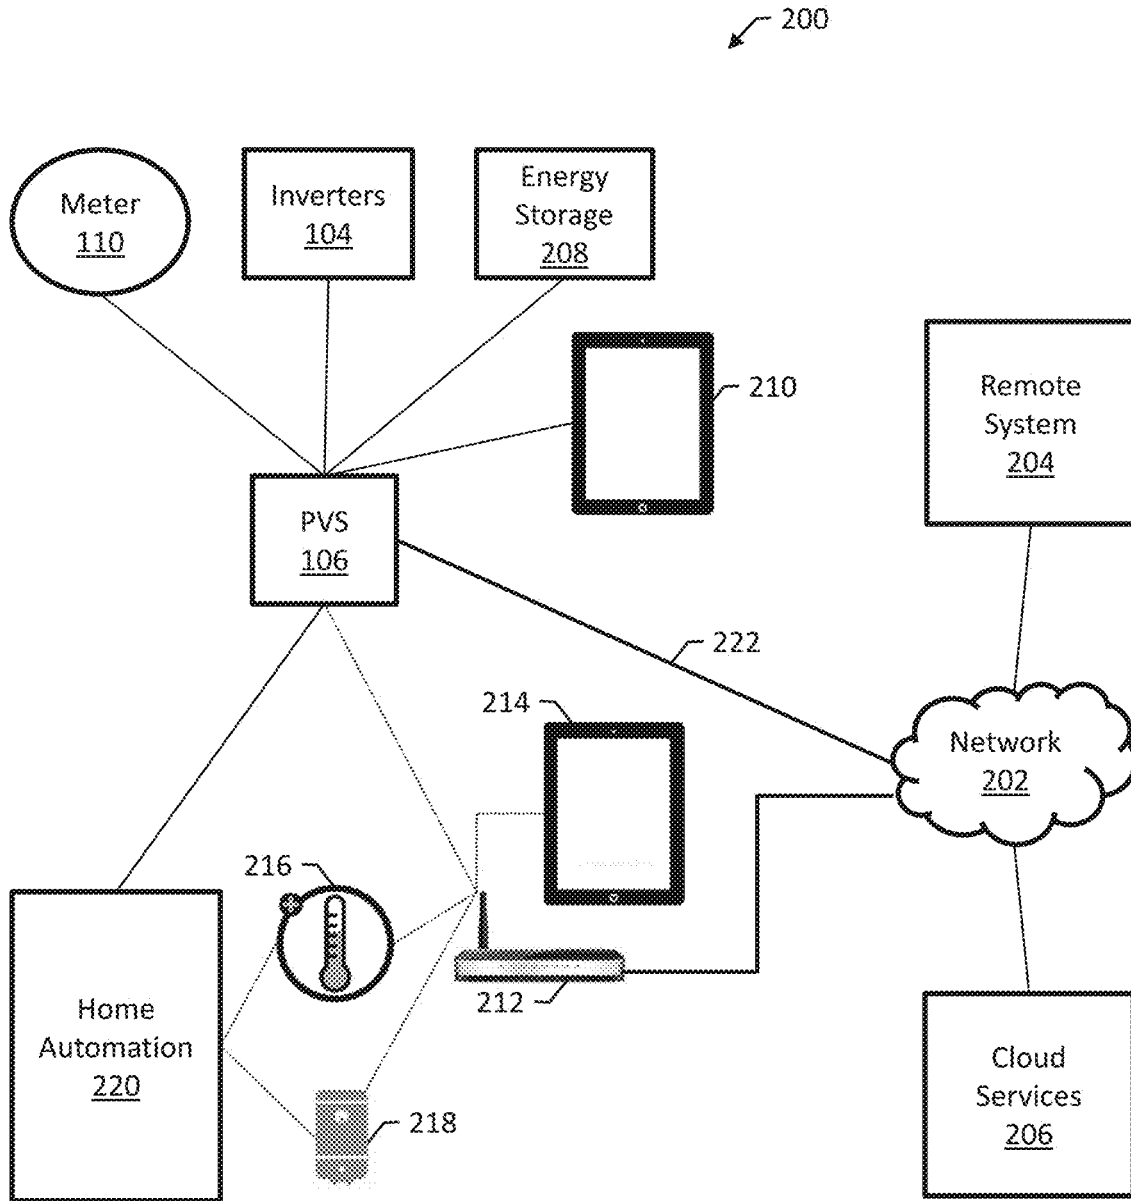 200
Meter
110
Inverters
104
Energy
Storage
208
210
Remote
System
204
PVS
106
222
214
Network
202
216
212
Home
Automation
220
218
Cloud
Services
206